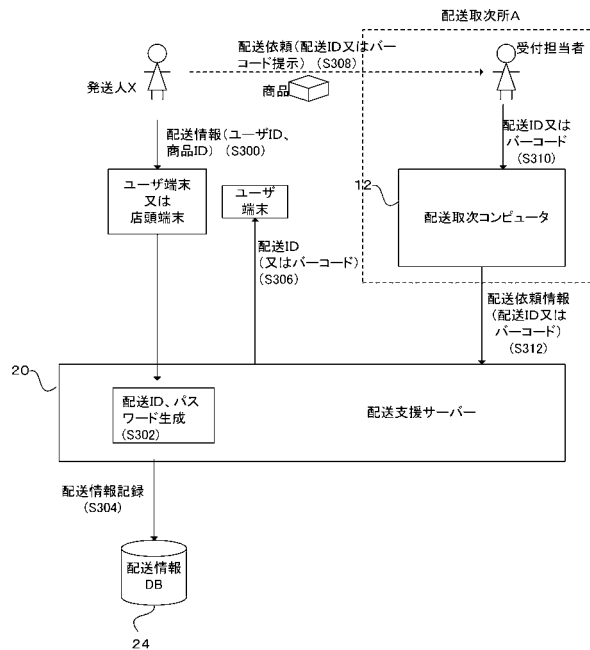 配送取次所A
配送依頼(配送ID又はバー
コード提示) (S308)
受付担当者
発送人X
商品
配送情報(ユーザID、
商品ID) (S300)
配送ID又は
バーコード
(S310)
ユーザ端末
又は
店頭端末
ユーザ
端末
12
配送取次コンピュータ
配送ID
(又はバーコード)
(S306)
配送依頼情報
(配送ID又は
バーコード)
(S312)
20
配送ID、パス
ワード生成
(S302)
配送支援サーバー
配送情報記録
(S304)
配送情報
DB
24